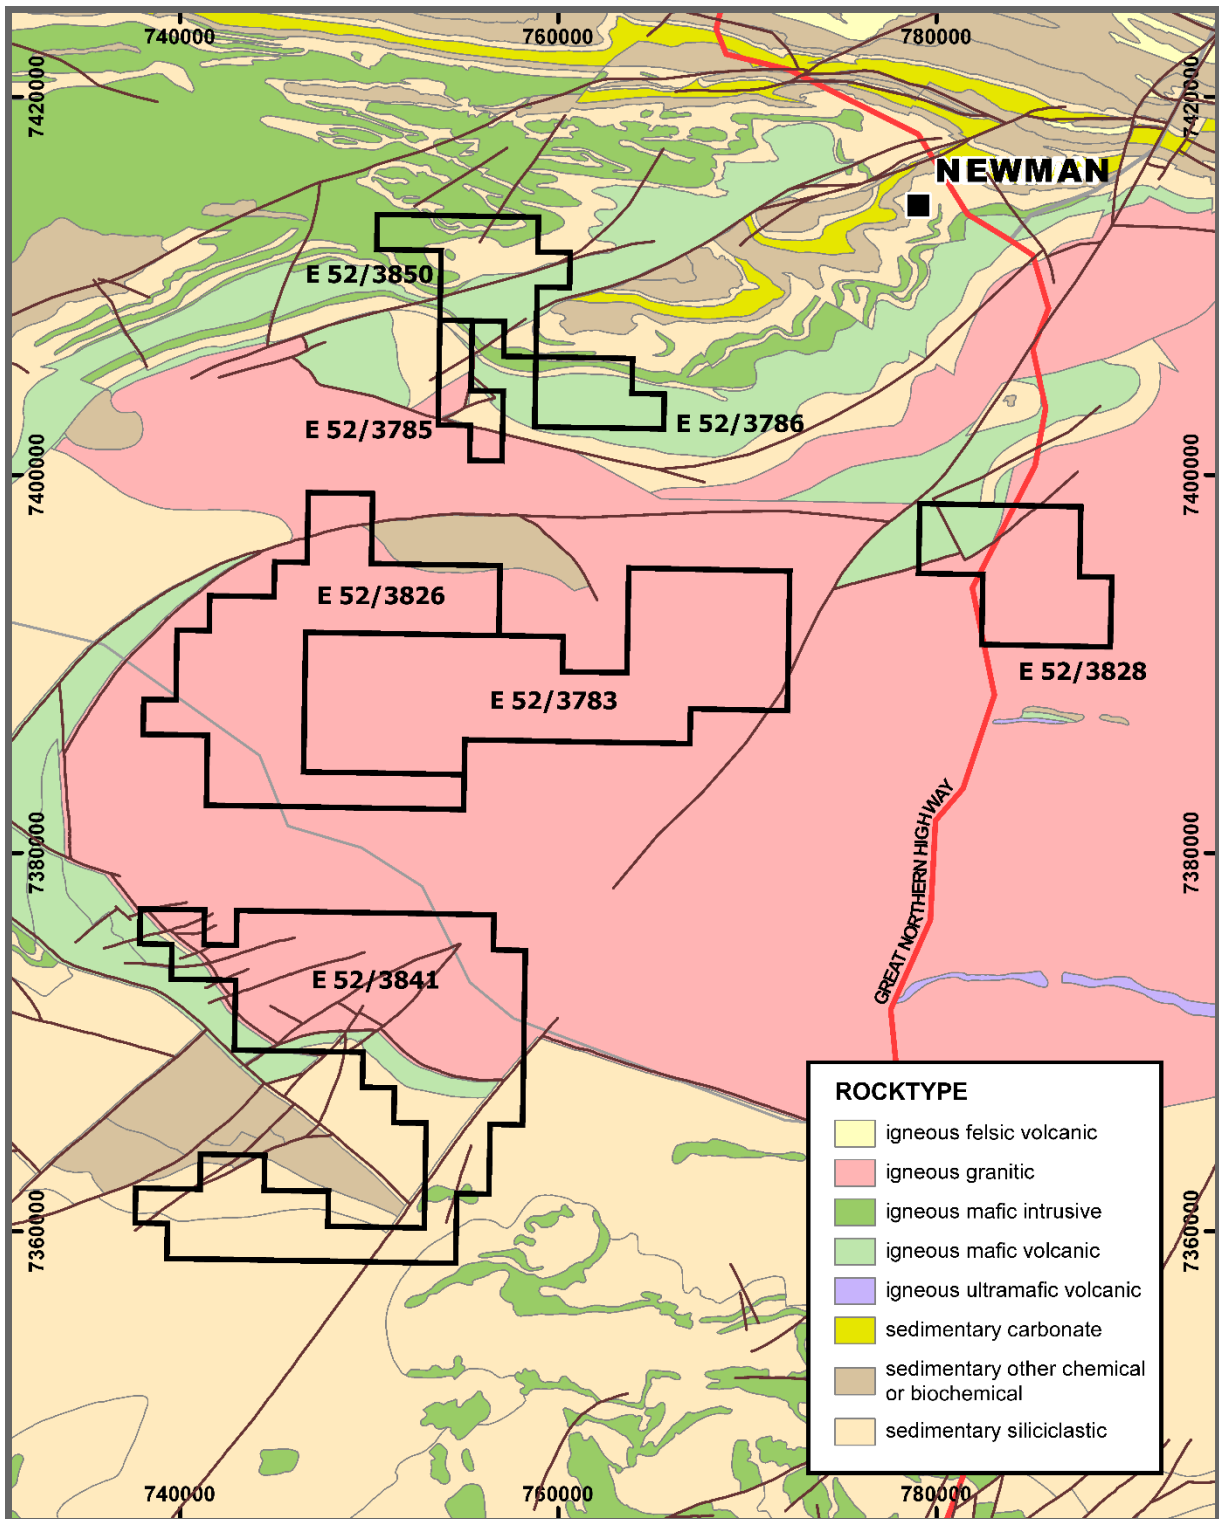 740000
760000
780000
7420000
7420000
NEWMAN
E 52/3850
E 52/3785
E 52/3786
7400000
7400000
E 52/3826
E 52/3783
E 52/3828
GREAT NORTHERN HIGHWAY
7380000
7380000
E 52/3841
ROCKTYPE
igneous felsic volcanic
igneous granitic
igneous mafic intrusive
igneous mafic volcanic
igneous ultramafic volcanic
sedimentary carbonate
sedimentary other chemical
or biochemical
sedimentary siliciclastic
7360000
7360000
740000
760000
780000